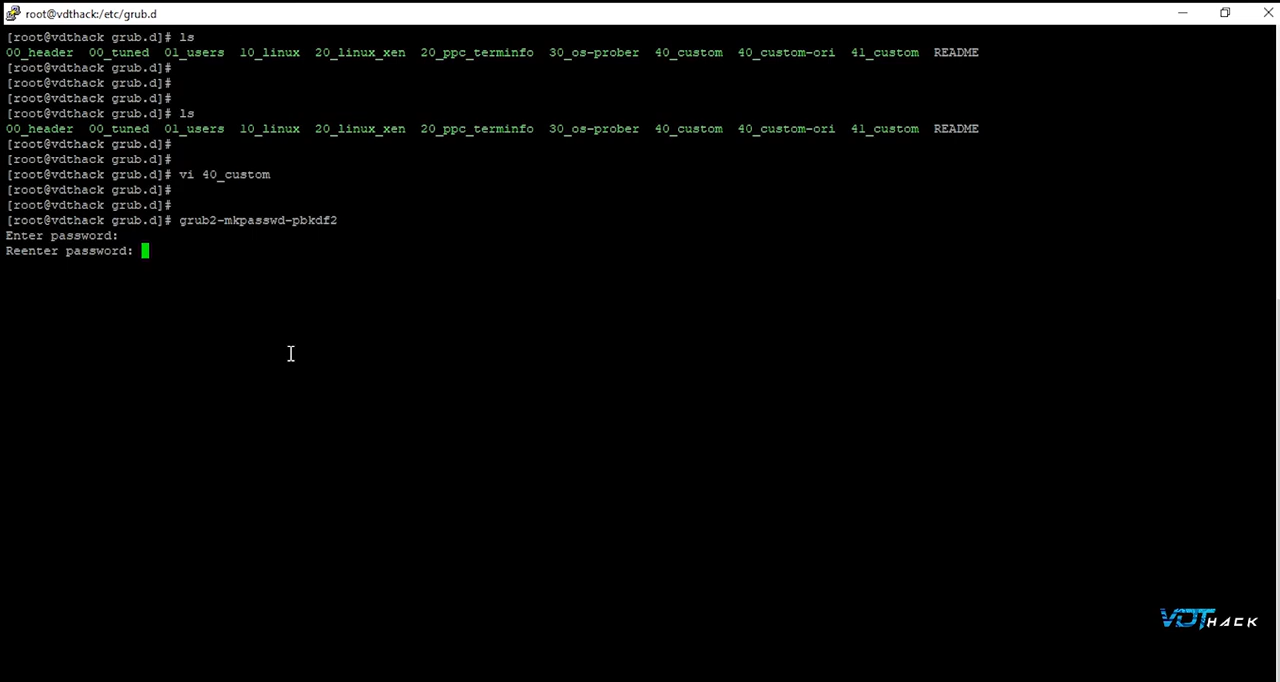 root@vdthack:/etc/grub.d
[root@vdthack grub.d]# ls
00_header  00_tuned  01_users  10_linux  20_linux_xen  20_ppc_terminfo  30_os-prober  40_custom  40_custom-ori  41_custom  README
[root@vdthack grub.d]#
[root@vdthack grub.d]#
[root@vdthack grub.d]#
[root@vdthack grub.d]# ls
00_header  00_tuned  01_users  10_linux  20_linux_xen  20_ppc_terminfo  30_os-prober  40_custom  40_custom-ori  41_custom  README
[root@vdthack grub.d]#
[root@vdthack grub.d]#
[root@vdthack grub.d]# vi 40_custom
[root@vdthack grub.d]#
[root@vdthack grub.d]#
[root@vdthack grub.d]# grub2-mkpasswd-pbkdf2
Enter password:
Reenter password:
VDTHACK